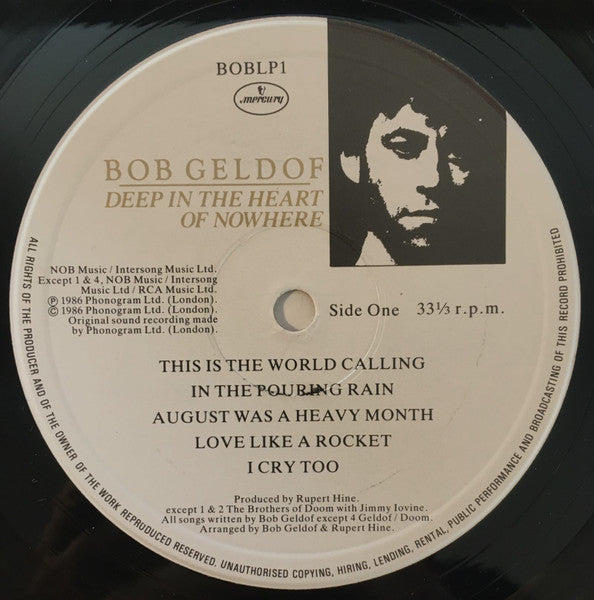 BOBLP1
mercury
BOB GELDOF
DEEP IN THE HEART
OF NOWHERE
NOB Music / Intersong Music Ltd.
Except 1 & 4, NOB Music / Intersong
Music Ltd / RCA Music Ltd.
Ⓟ 1986 Phonogram Ltd. (London).
© 1986 Phonogram Ltd. (London).
Original sound recording made
by Phonogram Ltd. (London).
Side One 33⅓ r.p.m.
THIS IS THE WORLD CALLING
IN THE POURING RAIN
AUGUST WAS A HEAVY MONTH
LOVE LIKE A ROCKET
I CRY TOO
Produced by Rupert Hine.
except 1 & 2 The Brothers of Doom with Jimmy Iovine.
All songs written by Bob Geldof except 4 Geldof / Doom.
Arranged by Bob Geldof & Rupert Hine.
ALL RIGHTS OF THE PRODUCER AND OF THE OWNER OF THE WORK REPRODUCED RESERVED. UNAUTHORISED COPYING, HIRING, LENDING, RENTAL, PUBLIC PERFORMANCE AND BROADCASTING OF THIS RECORD PROHIBITED